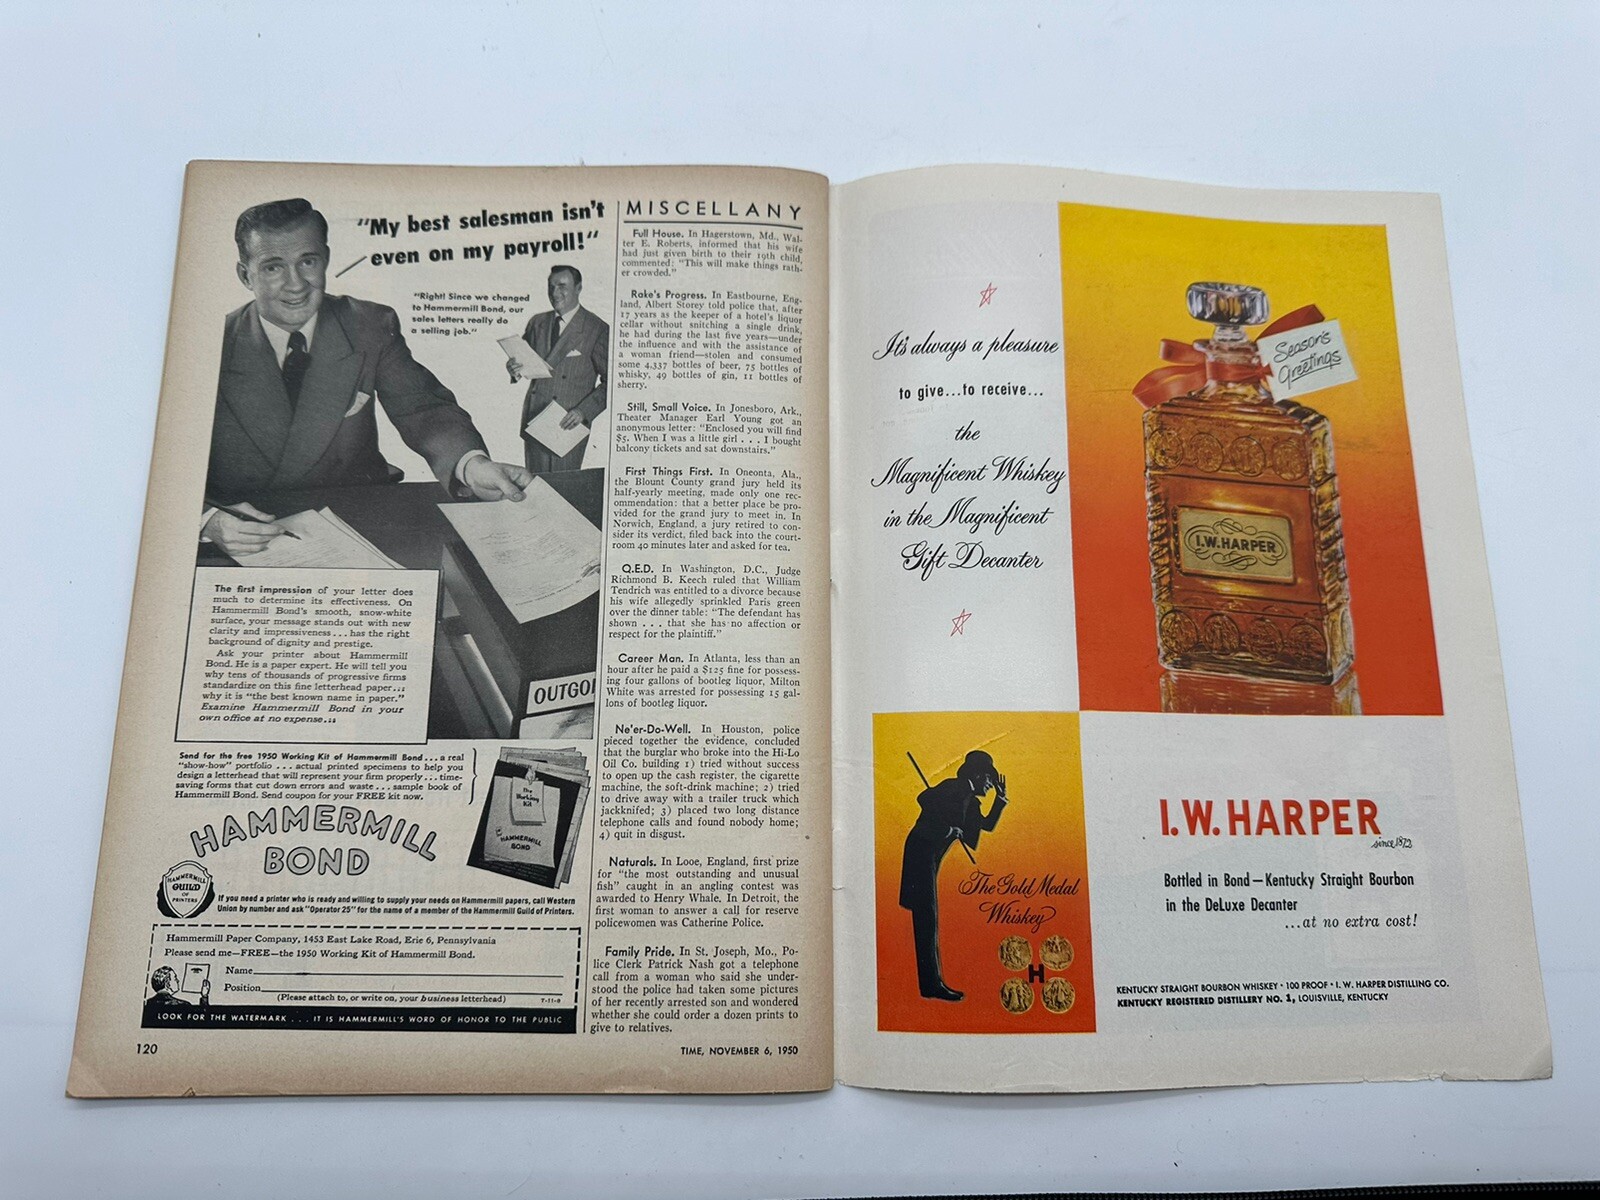 "My best salesman isn't
even on my payroll!"
"Right! Since we changed
to Hammermill Bond, our
sales letters really do
a selling job."
OUTGOI
The first impression of your letter does
much to determine its effectiveness. On
Hammermill Bond's smooth, snow-white
surface, your message stands out with new
clarity and impressiveness . . . has the right
background of dignity and prestige.
Ask your printer about Hammermill
Bond. He is a paper expert. He will tell you
why tens of thousands of progressive firms
standardize on this fine letterhead paper . . .
why it is "the best known name in paper."
Examine Hammermill Bond in your
own office at no expense. . .
Send for the free 1950 Working Kit of Hammermill Bond . . . a real
"show-how" portfolio . . . actual printed specimens to help you
design a letterhead that will represent your firm properly . . . time-
saving forms that cut down errors and waste . . . sample book of
Hammermill Bond. Send coupon for your FREE kit now.
The
Working
Kit
HAMMERMILL
BOND
HAMMERMILL
BOND
HAMMERMILL
GUILD
OF
PRINTERS
If you need a printer who is ready and willing to supply your needs on Hammermill papers, call Western
Union by number and ask "Operator 25" for the name of a member of the Hammermill Guild of Printers.
Hammermill Paper Company, 1453 East Lake Road, Erie 6, Pennsylvania
Please send me—FREE—the 1950 Working Kit of Hammermill Bond.
Name
Position
(Please attach to, or write on, your business letterhead)
T-11-6
LOOK FOR THE WATERMARK . . . IT IS HAMMERMILL'S WORD OF HONOR TO THE PUBLIC
120
MISCELLANY
Full House. In Hagerstown, Md., Wal-
ter E. Roberts, informed that his wife
had just given birth to their 19th child,
commented: "This will make things rath-
er crowded."
Rake's Progress. In Eastbourne, Eng-
land, Albert Storey told police that, after
17 years as the keeper of a hotel's liquor
cellar without snitching a single drink,
he had during the last five years—under
the influence and with the assistance of
a woman friend—stolen and consumed
some 4,337 bottles of beer, 75 bottles of
whisky, 49 bottles of gin, 11 bottles of
sherry.
Still, Small Voice. In Jonesboro, Ark.,
Theater Manager Earl Young got an
anonymous letter: "Enclosed you will find
$5. When I was a little girl . . . I bought
balcony tickets and sat downstairs."
First Things First. In Oneonta, Ala.,
the Blount County grand jury held its
half-yearly meeting, made only one rec-
ommendation: that a better place be pro-
vided for the grand jury to meet in. In
Norwich, England, a jury retired to con-
sider its verdict, filed back into the court-
room 40 minutes later and asked for tea.
Q.E.D. In Washington, D.C., Judge
Richmond B. Keech ruled that William
Tendrich was entitled to a divorce because
his wife allegedly sprinkled Paris green
over the dinner table: "The defendant has
shown . . . that she has no affection or
respect for the plaintiff."
Career Man. In Atlanta, less than an
hour after he paid a $125 fine for possess-
ing four gallons of bootleg liquor, Milton
White was arrested for possessing 15 gal-
lons of bootleg liquor.
Ne'er-Do-Well. In Houston, police
pieced together the evidence, concluded
that the burglar who broke into the Hi-Lo
Oil Co. building 1) tried without success
to open up the cash register, the cigarette
machine, the soft-drink machine; 2) tried
to drive away with a trailer truck which
jackknifed; 3) placed two long distance
telephone calls and found nobody home;
4) quit in disgust.
Naturals. In Looe, England, first prize
for "the most outstanding and unusual
fish" caught in an angling contest was
awarded to Henry Whale. In Detroit, the
first woman to answer a call for reserve
policewomen was Catherine Police.
Family Pride. In St. Joseph, Mo., Po-
lice Clerk Patrick Nash got a telephone
call from a woman who said she under-
stood the police had taken some pictures
of her recently arrested son and wondered
whether she could order a dozen prints to
give to relatives.
TIME, NOVEMBER 6, 1950
It's always a pleasure
to give...to receive...
the
Magnificent Whiskey
in the Magnificent
Gift Decanter
Season's
Greetings
I.W.HARPER
The Gold Medal
Whiskey
H
I.W. HARPER
since 1872
Bottled in Bond—Kentucky Straight Bourbon
in the DeLuxe Decanter
...at no extra cost!
KENTUCKY STRAIGHT BOURBON WHISKEY • 100 PROOF • I. W. HARPER DISTILLING CO.
KENTUCKY REGISTERED DISTILLERY NO. 1, LOUISVILLE, KENTUCKY